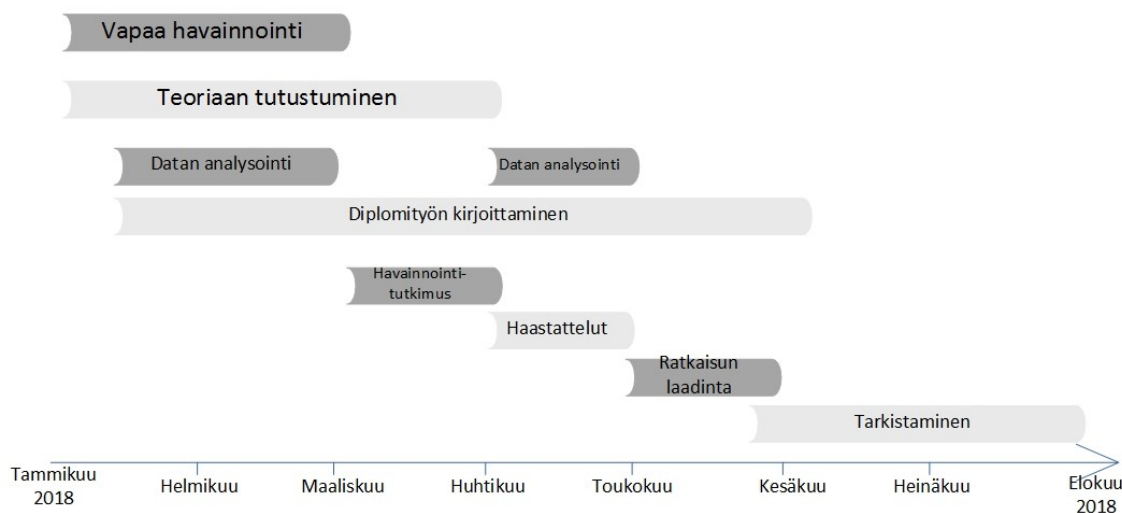 Vapaa havainnointi
Teoriaan tutustuminen
Datan analysointi
Datan analysointi
Diplomityön kirjoittaminen
Havainnointi-
tutkimus
Haastattelut
Ratkaisun
laadinta
Tarkistaminen
Tammikuu
2018
Helmikuu
Maaliskuu
Huhtikuu
Toukokuu
Kesäkuu
Heinäkuu
Elokuu
2018